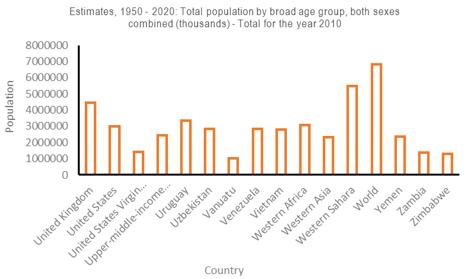 Estimates, 1950 - 2020: Total population by broad age group, both sexes
combined (thousands) - Total for the year 2010
Population
8000000
7000000
6000000
5000000
4000000
3000000
2000000
1000000
0
United Kingdom
United States
United States Virgin...
Upper-middle-income...
Uruguay
Uzbekistan
Vanuatu
Venezuela
Vietnam
Western Africa
Western Asia
Western Sahara
World
Yemen
Zambia
Zimbabwe
Country